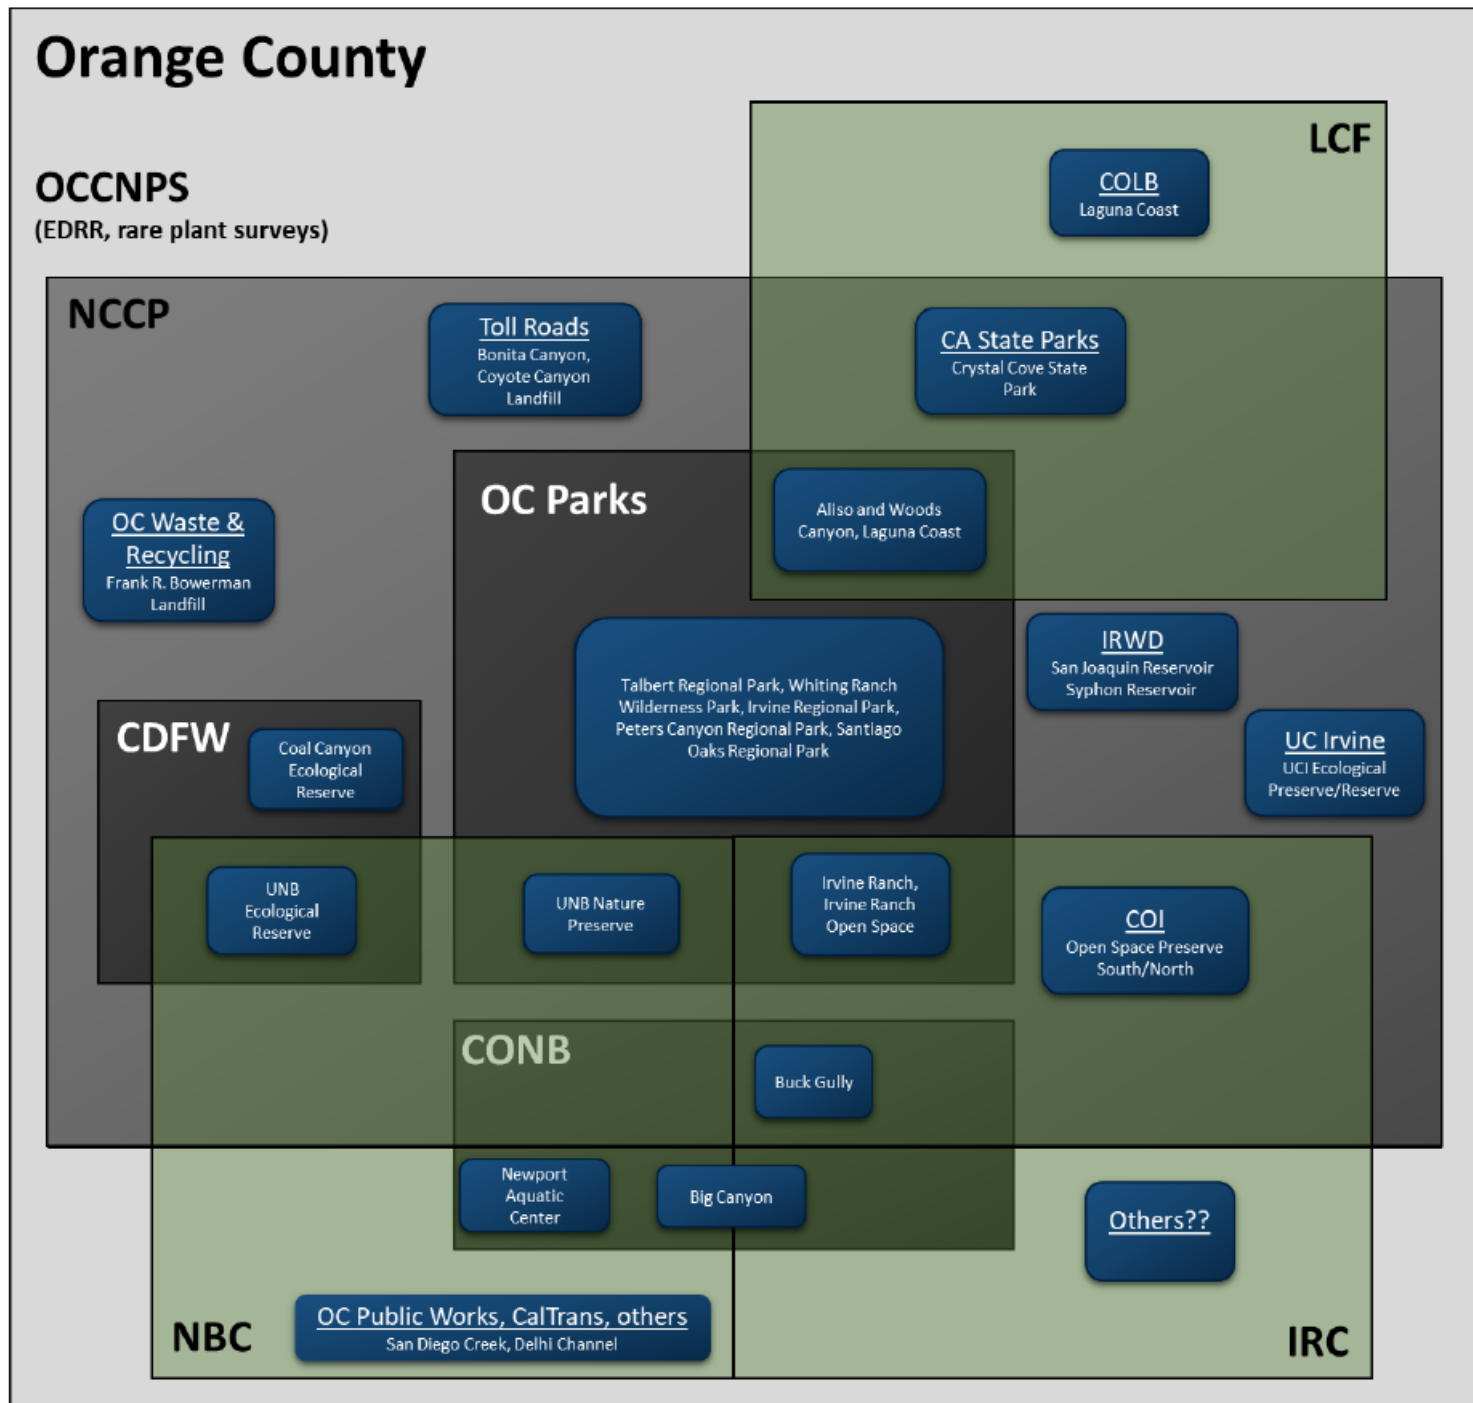 Orange County
LCF
COLB
Laguna Coast
OCCNPS
(EDRR, rare plant surveys)
NCCP
Toll Roads
Bonita Canyon,
Coyote Canyon
Landfill
CA State Parks
Crystal Cove State
Park
OC Parks
Aliso and Woods
Canyon, Laguna Coast
OC Waste &
Recycling
Frank R. Bowerman
Landfill
IRWD
San Joaquin Reservoir
Syphon Reservoir
Talbert Regional Park, Whiting Ranch
Wilderness Park, Irvine Regional Park,
Peters Canyon Regional Park, Santiago
Oaks Regional Park
CDFW
Coal Canyon
Ecological
Reserve
UC Irvine
UCI Ecological
Preserve/Reserve
UNB
Ecological
Reserve
UNB Nature
Preserve
Irvine Ranch,
Irvine Ranch
Open Space
COI
Open Space Preserve
South/North
CONB
Buck Gully
Newport
Aquatic
Center
Big Canyon
Others??
NBC
OC Public Works, CalTrans, others
San Diego Creek, Delhi Channel
IRC